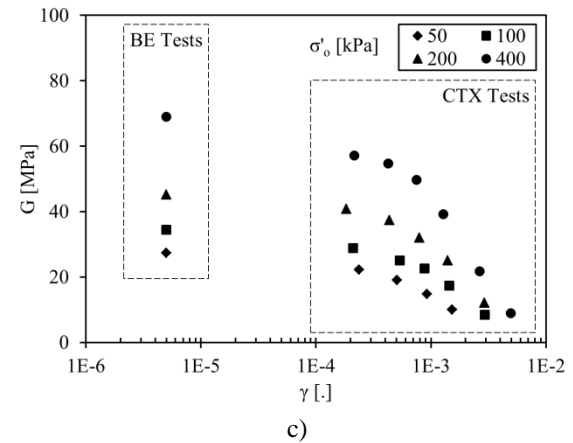 BE Tests
σ'o [kPa]
50 100
200 400
CTX Tests
100
80
60
40
20
0
G [MPa]
1E-6 1E-5 1E-4 1E-3 1E-2
γ [.]
c)